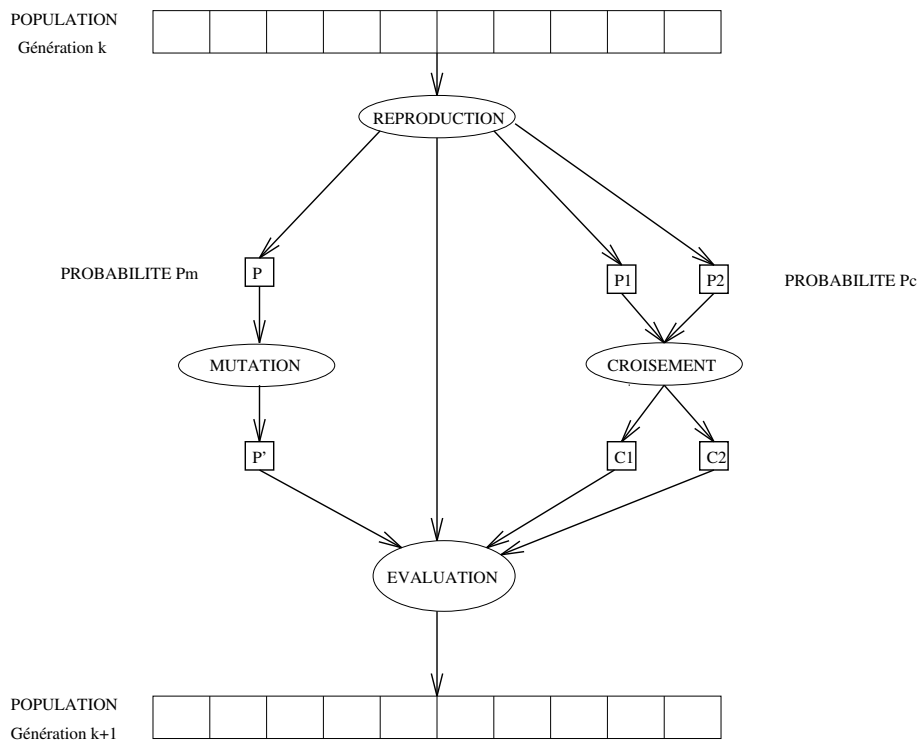 POPULATION
Génération k
REPRODUCTION
PROBABILITE Pm
P
P1
P2
PROBABILITE Pc
MUTATION
CROISEMENT
P'
C1
C2
EVALUATION
POPULATION
Génération k+1